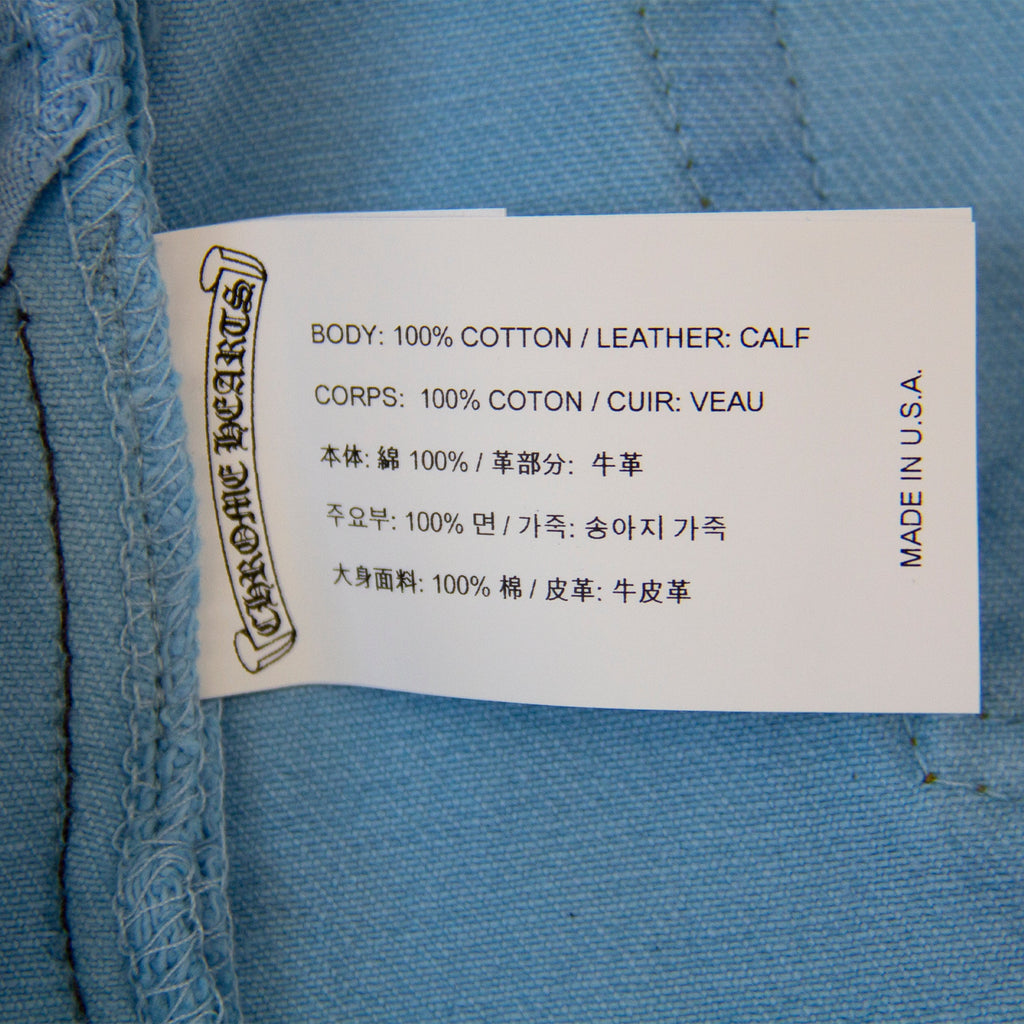 CHROME HEARTS
BODY: 100% COTTON / LEATHER: CALF
CORPS: 100% COTON / CUIR: VEAU
本体: 綿 100% / 革部分: 牛革
주요부: 100% 면 / 가죽: 송아지 가죽
大身面料: 100% 棉 / 皮革: 牛皮革
MADE IN U.S.A.